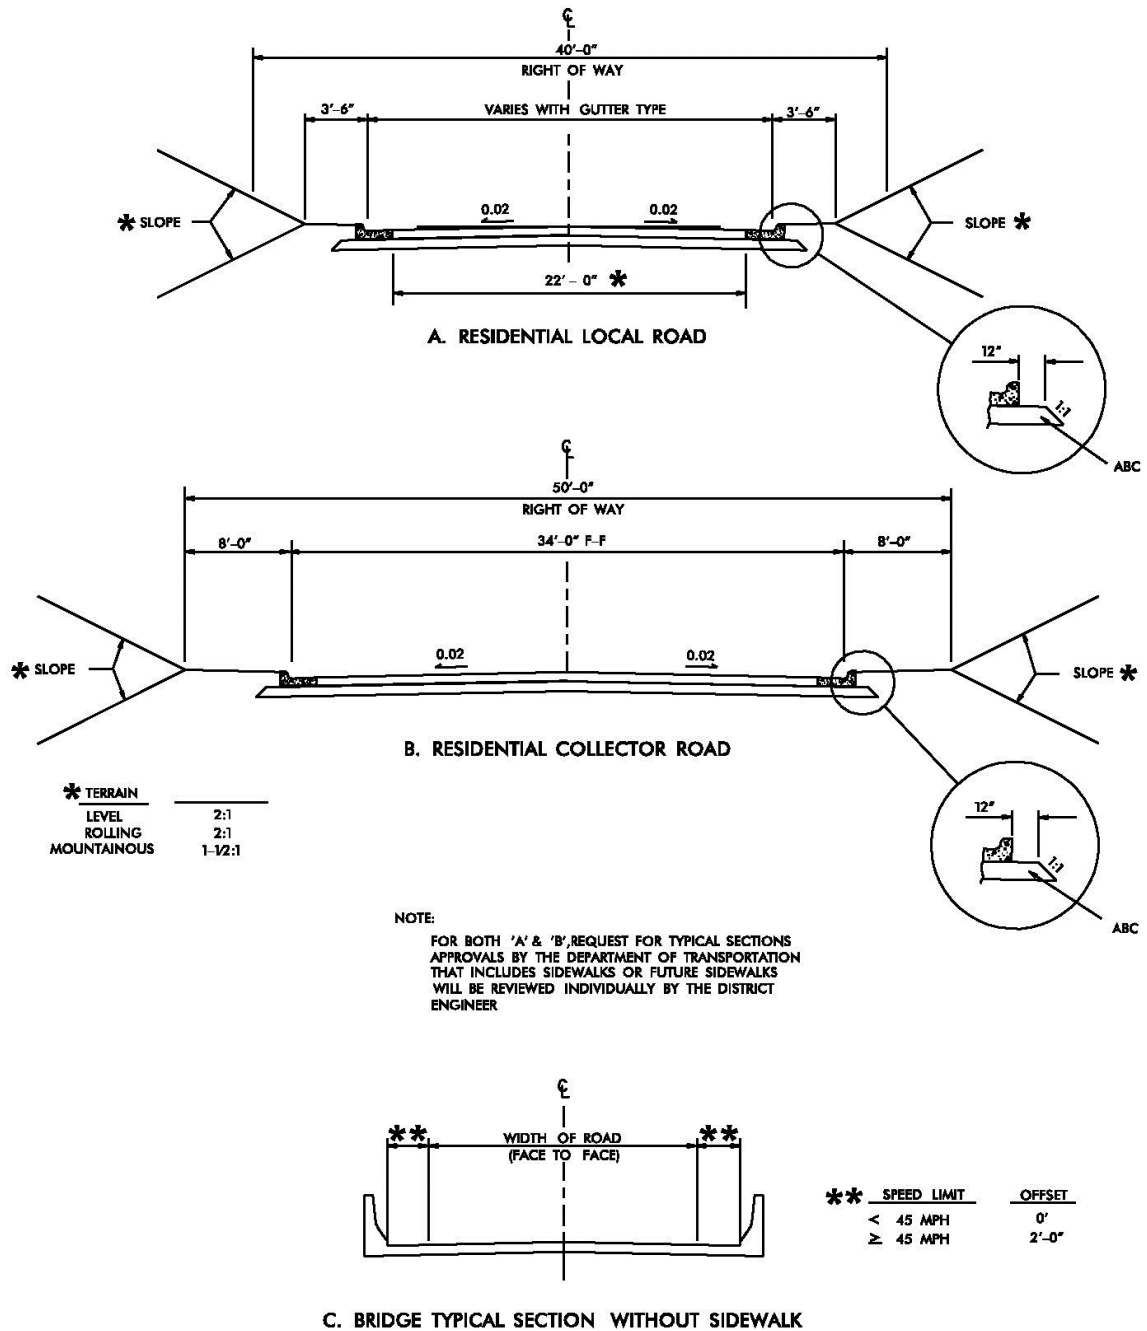 ℄
40'-0"
RIGHT OF WAY
3'-6" VARIES WITH GUTTER TYPE 3'-6"
* SLOPE 0.02 0.02 SLOPE *
22'- 0" *
A. RESIDENTIAL LOCAL ROAD
12"
1:1
ABC
℄
50'-0"
RIGHT OF WAY
8'-0" 34'-0" F-F 8'-0"
* SLOPE 0.02 0.02 SLOPE *
B. RESIDENTIAL COLLECTOR ROAD
* TERRAIN
LEVEL 2:1
ROLLING 2:1
MOUNTAINOUS 1-1/2:1
12"
1:1
ABC
NOTE:
FOR BOTH 'A' & 'B',REQUEST FOR TYPICAL SECTIONS
APPROVALS BY THE DEPARTMENT OF TRANSPORTATION
THAT INCLUDES SIDEWALKS OR FUTURE SIDEWALKS
WILL BE REVIEWED INDIVIDUALLY BY THE DISTRICT
ENGINEER
℄
** WIDTH OF ROAD **
(FACE TO FACE)
** SPEED LIMIT OFFSET
< 45 MPH 0'
≥ 45 MPH 2'-0"
C. BRIDGE TYPICAL SECTION WITHOUT SIDEWALK